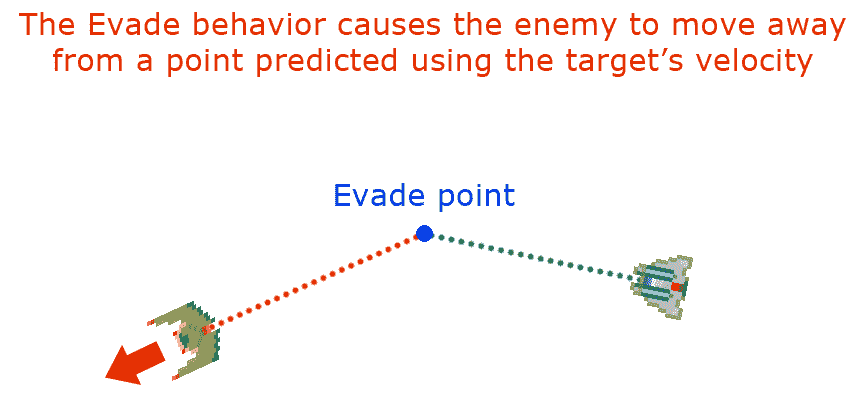 The Evade behavior causes the enemy to move away
from a point predicted using the target’s velocity
Evade point